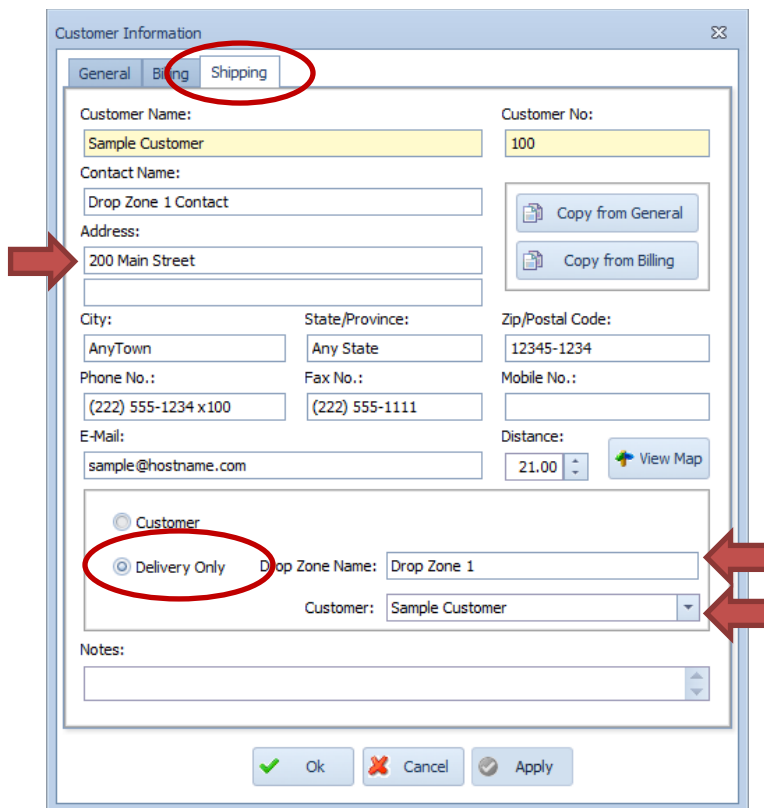 Customer Information
General Billing Shipping
Customer Name: Customer No:
Sample Customer 100
Contact Name:
Drop Zone 1 Contact
Copy from General
Address:
200 Main Street
Copy from Billing
City: State/Province: Zip/Postal Code:
AnyTown Any State 12345-1234
Phone No.: Fax No.: Mobile No.:
(222) 555-1234 x100 (222) 555-1111
E-Mail: Distance:
sample@hostname.com 21.00 View Map
Customer
Delivery Only Drop Zone Name: Drop Zone 1
Customer: Sample Customer
Notes:
Ok Cancel Apply